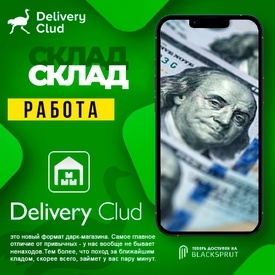 Delivery
Clud
СКЛАД
СКЛАД
РАБОТА
Delivery Clud
это новый формат дарк-магазина. Самое главное
отличие от привычных - у нас вообще не бывает
ненаходов.Тем более, что поход за ближайшим
кладом, скорее всего, займет у вас пару минут.
ТЕПЕРЬ ДОСТУПЕН НА
BLACKSPRUT